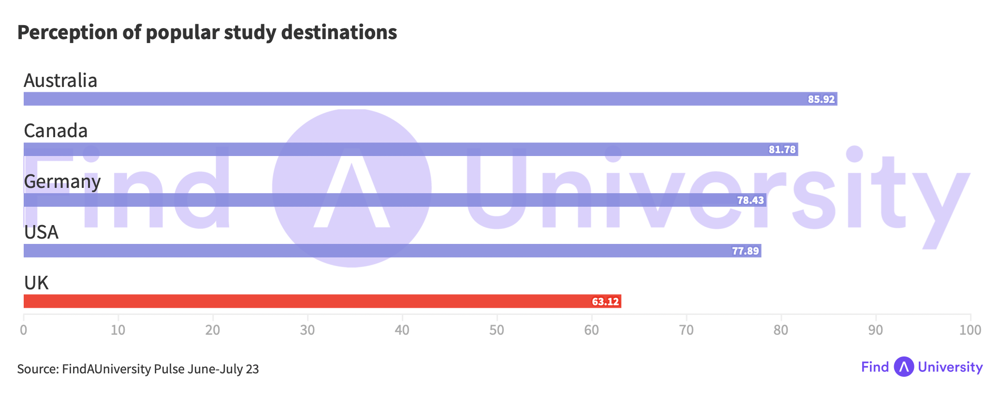 Perception of popular study destinations
Australia
85.92
Canada
81.78
Germany
78.43
USA
77.89
UK
63.12
0 10 20 30 40 50 60 70 80 90 100
Find Λ University
Source: FindAUniversity Pulse June-July 23
Find Λ University